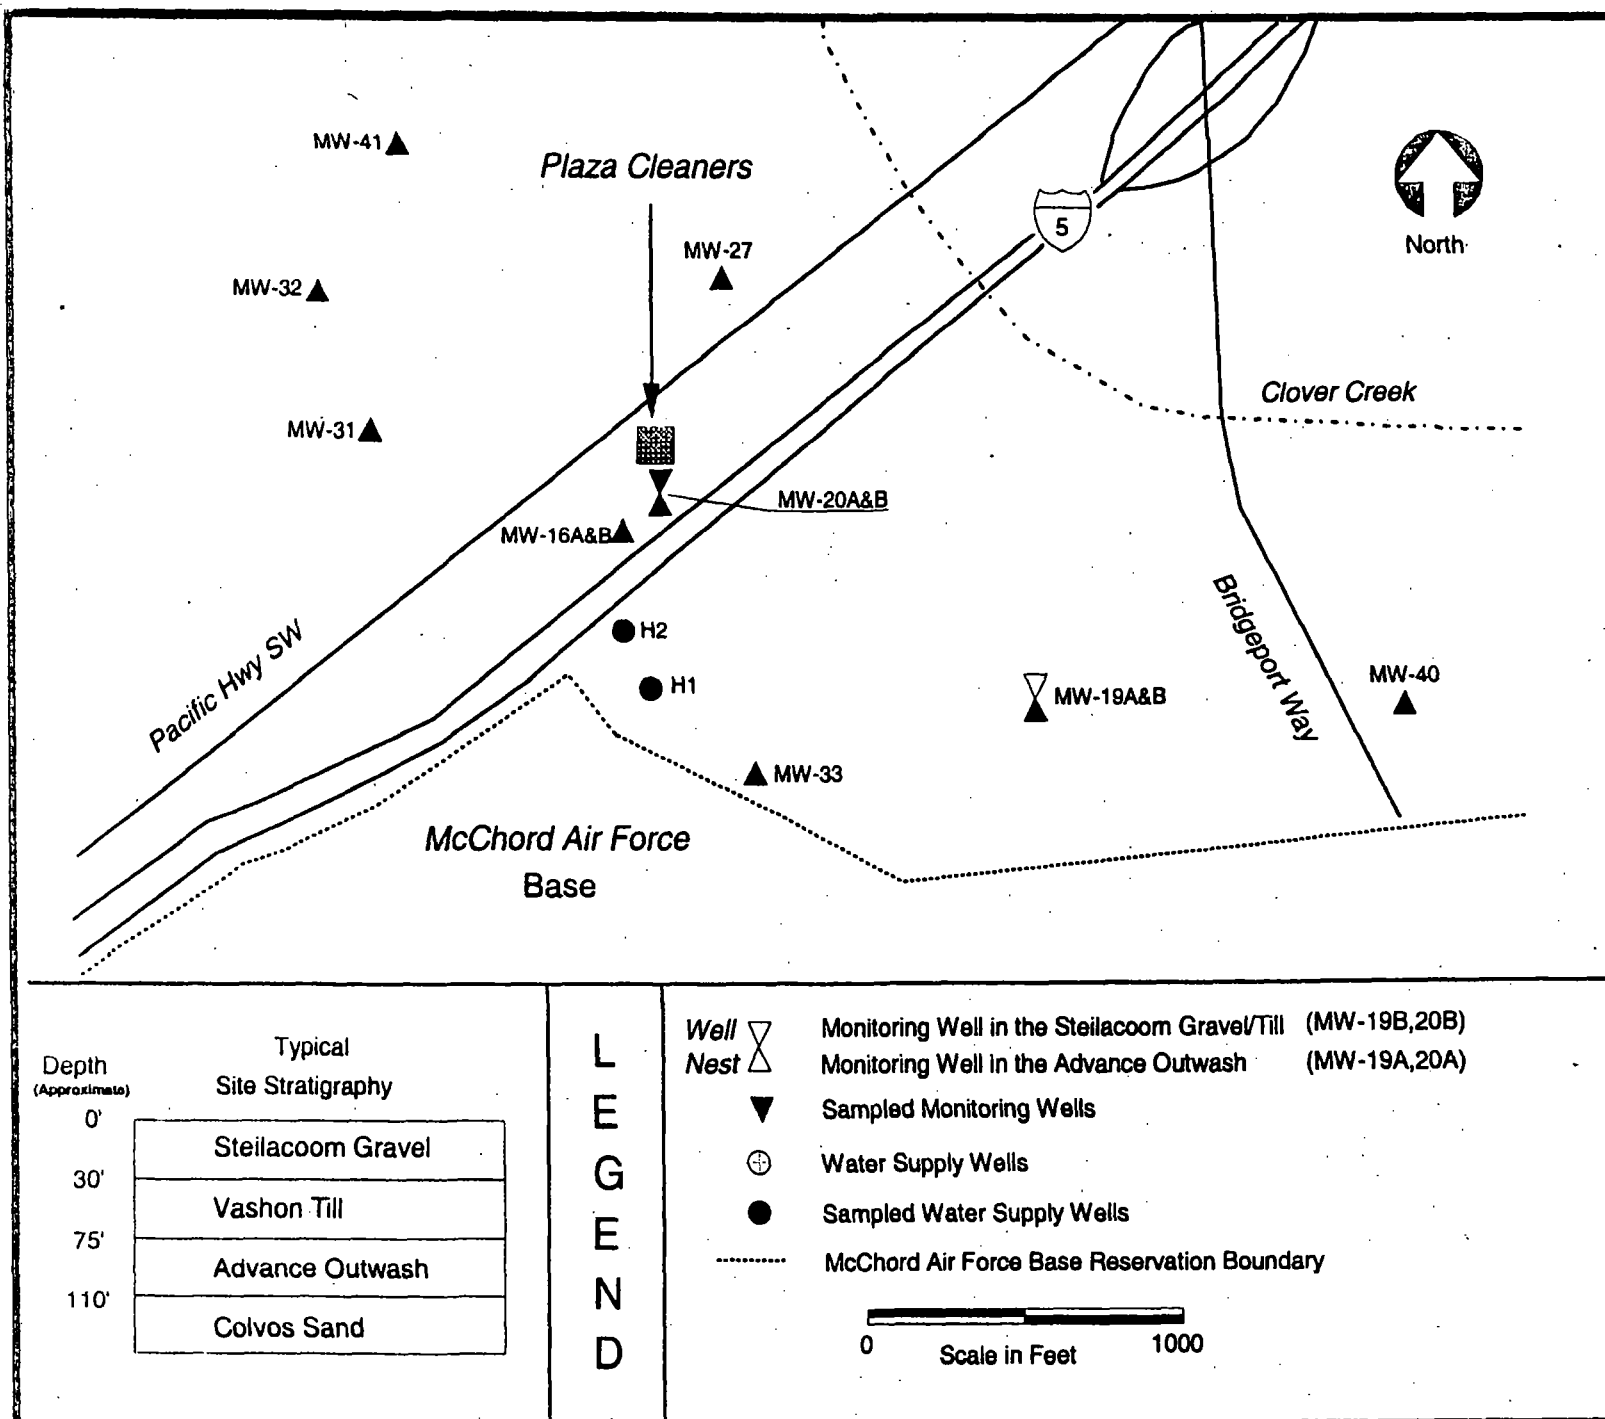 MW-41
Plaza Cleaners
MW-27
5
North
MW-32
Clover Creek
MW-31
MW-20A&B
MW-16A&B
Bridgeport Way
H2
Pacific Hwy SW
MW-40
H1
MW-19A&B
MW-33
McChord Air Force
Base
Depth
(Approximate)
Typical
Site Stratigraphy
0'
Steilacoom Gravel
30'
Vashon Till
75'
Advance Outwash
110'
Colvos Sand
LEGEND
Well
Nest
Monitoring Well in the Steilacoom Gravel/Till (MW-19B,20B)
Monitoring Well in the Advance Outwash (MW-19A,20A)
Sampled Monitoring Wells
Water Supply Wells
Sampled Water Supply Wells
McChord Air Force Base Reservation Boundary
0 1000
Scale in Feet